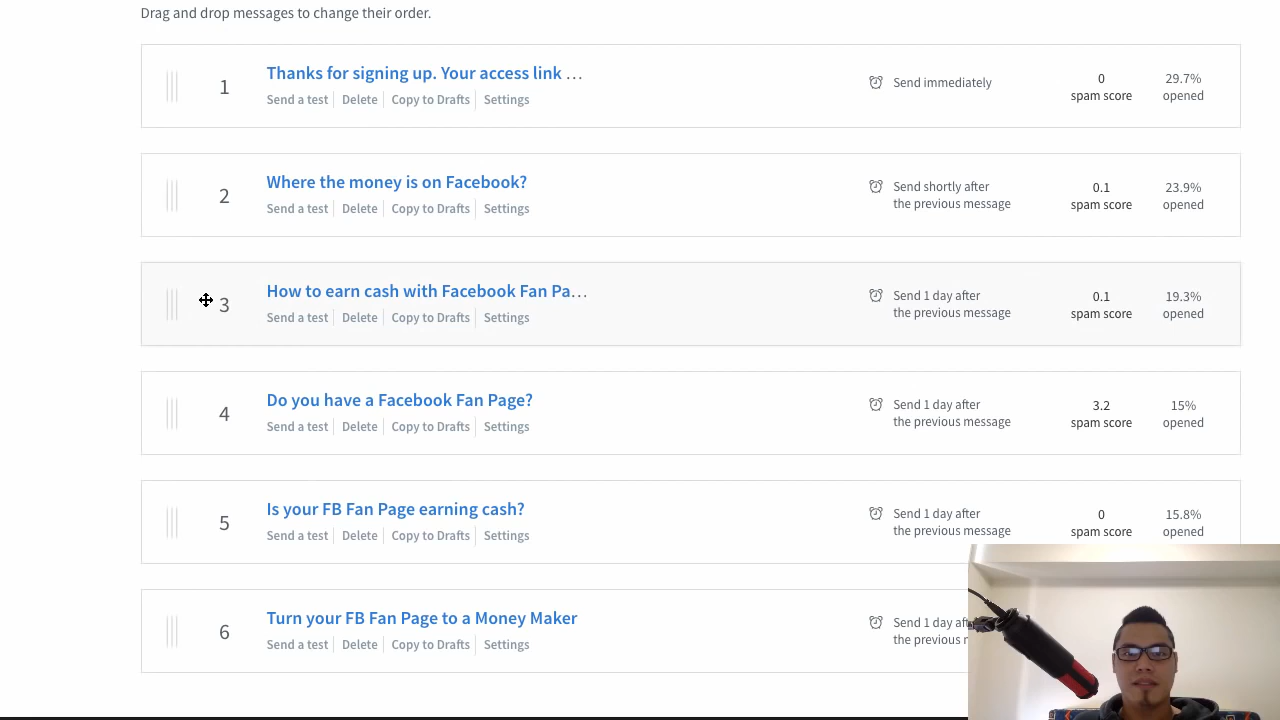 Drag and drop messages to change their order.
1
Thanks for signing up. Your access link ...
Send a test Delete Copy to Drafts Settings
Send immediately
0
spam score
29.7%
opened
2
Where the money is on Facebook?
Send a test Delete Copy to Drafts Settings
Send shortly after
the previous message
0.1
spam score
23.9%
opened
3
How to earn cash with Facebook Fan Pa...
Send a test Delete Copy to Drafts Settings
Send 1 day after
the previous message
0.1
spam score
19.3%
opened
4
Do you have a Facebook Fan Page?
Send a test Delete Copy to Drafts Settings
Send 1 day after
the previous message
3.2
spam score
15%
opened
5
Is your FB Fan Page earning cash?
Send a test Delete Copy to Drafts Settings
Send 1 day after
the previous message
0
spam score
15.8%
opened
6
Turn your FB Fan Page to a Money Maker
Send a test Delete Copy to Drafts Settings
Send 1 day
the previous